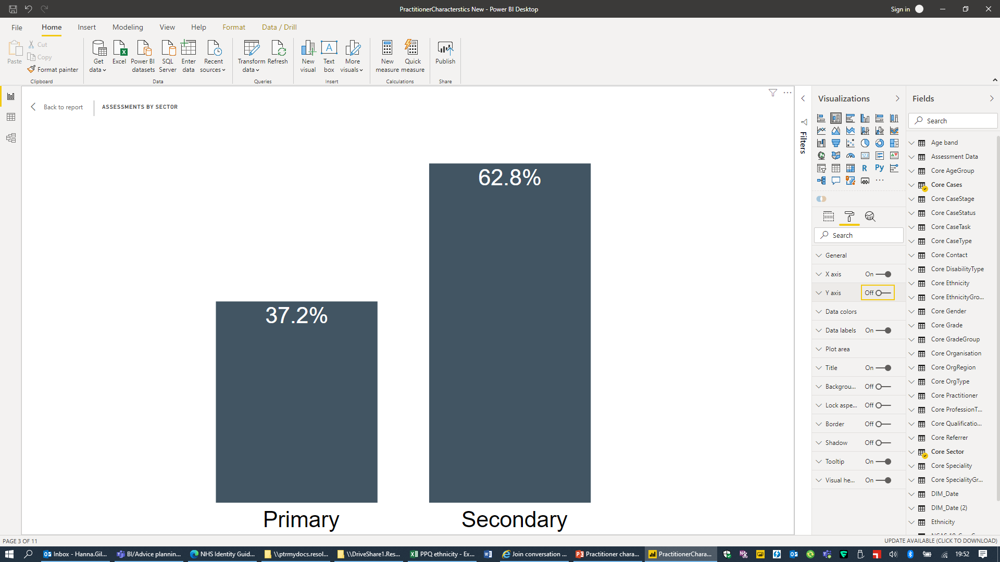 PractitionerCharacterstics New - Power BI Desktop
Sign in
File
Home
Insert
Modeling
View
Help
Format
Data / Drill
Paste
Cut
Copy
Format painter
Clipboard
Get data
Excel
Power BI datasets
SQL Server
Enter data
Recent sources
Data
Transform data
Refresh
Queries
New visual
Text box
More visuals
Insert
New measure
Quick measure
Calculations
Publish
Share
Back to report
ASSESSMENTS BY SECTOR
37.2%
62.8%
Primary
Secondary
Filters
Visualizations
R
Py
123
Search
General
X axis On
Y axis Off
Data colors
Data labels On
Plot area
Title On
Backgrou... Off
Lock aspe... Off
Border Off
Shadow Off
Tooltip On
Visual he... On
Fields
Search
Age band
Assessment Data
Core AgeGroup
Core Cases
Core CaseStage
Core CaseStatus
Core CaseTask
Core CaseType
Core Contact
Core DisabilityType
Core Ethnicity
Core EthnicityGro...
Core Gender
Core Grade
Core GradeGroup
Core Organisation
Core OrgRegion
Core OrgType
Core Practitioner
Core ProfessionT...
Core Qualificatio...
Core Referrer
Core Sector
Core Speciality
Core SpecialityGr...
DIM_Date
DIM_Date (2)
Ethnicity
PAGE 3 OF 11
UPDATE AVAILABLE (CLICK TO DOWNLOAD)
Inbox - Hanna.Gil...
BI/Advice plannin...
NHS Identity Guid...
\\ptrmydocs.resol...
\\DriveShare1.Res...
PPQ ethnicity - Ex...
Join conversation ...
Practitioner chara...
PractitionerChara...
19:52